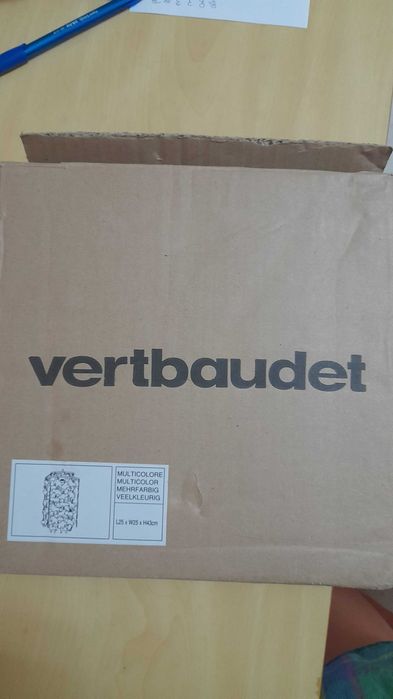 vertbaudet
MULTICOLORE
MULTICOLOR
MEHRFARBIG
VEELKLEURIG
L25 x W25 x H43cm